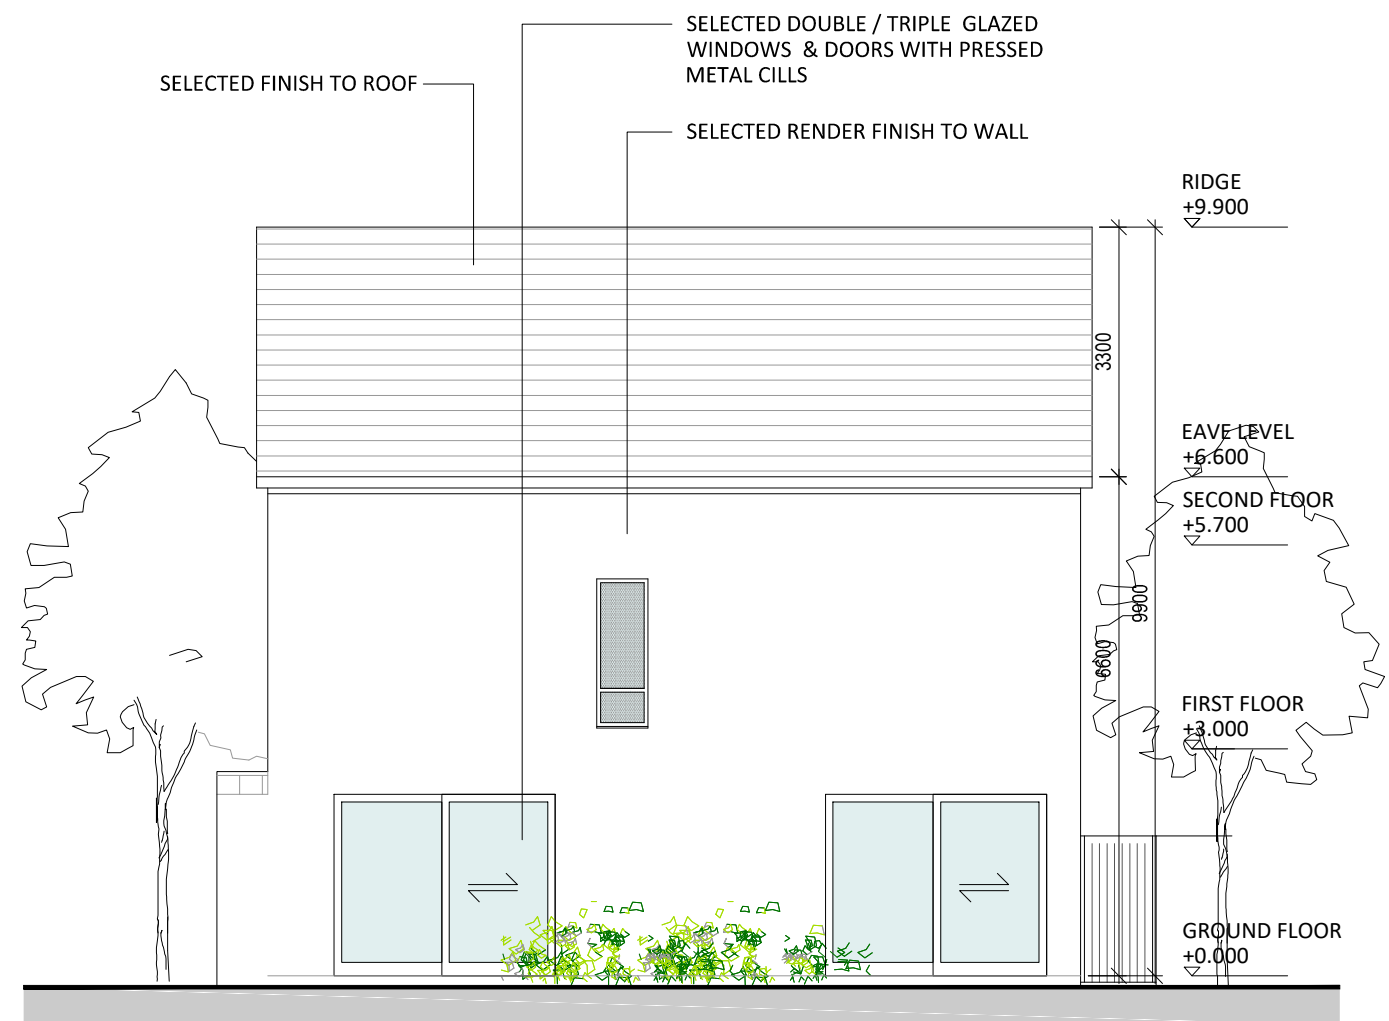 SELECTED DOUBLE / TRIPLE GLAZED
WINDOWS & DOORS WITH PRESSED
METAL CILLS
SELECTED FINISH TO ROOF
SELECTED RENDER FINISH TO WALL
RIDGE
+9.900
3300
EAVE LEVEL
+6.600
SECOND FLOOR
+5.700
9900
6600
FIRST FLOOR
+3.000
GROUND FLOOR
+0.000